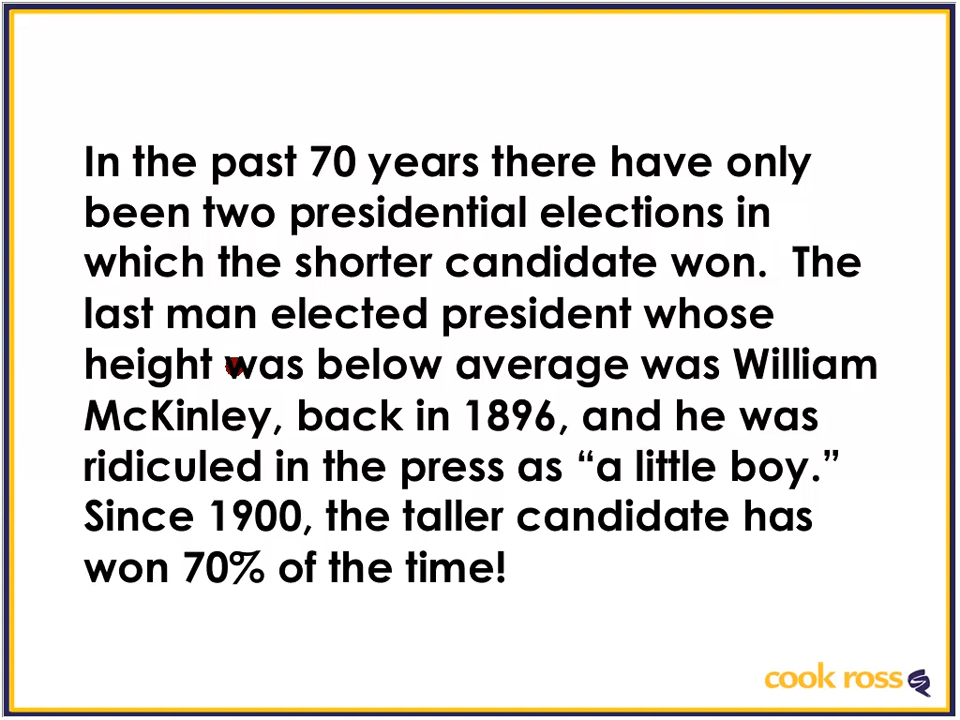 In the past 70 years there have only
been two presidential elections in
which the shorter candidate won.  The
last man elected president whose
height was below average was William
McKinley, back in 1896, and he was
ridiculed in the press as “a little boy.”
Since 1900, the taller candidate has
won 70% of the time!
cook ross